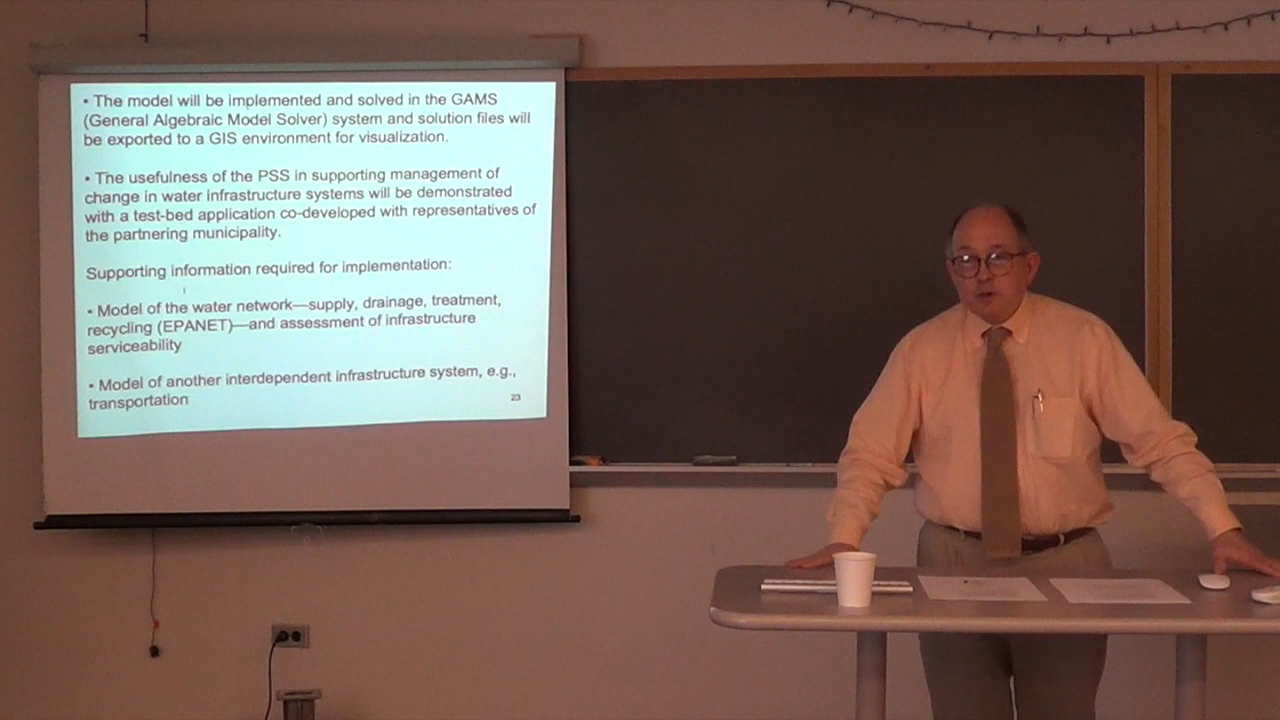 • The model will be implemented and solved in the GAMS
(General Algebraic Model Solver) system and solution files will
be exported to a GIS environment for visualization.
• The usefulness of the PSS in supporting management of
change in water infrastructure systems will be demonstrated
with a test-bed application co-developed with representatives of
the partnering municipality.
Supporting information required for implementation:
• Model of the water network—supply, drainage, treatment,
recycling (EPANET)—and assessment of infrastructure
serviceability
• Model of another interdependent infrastructure system, e.g.,
transportation
23